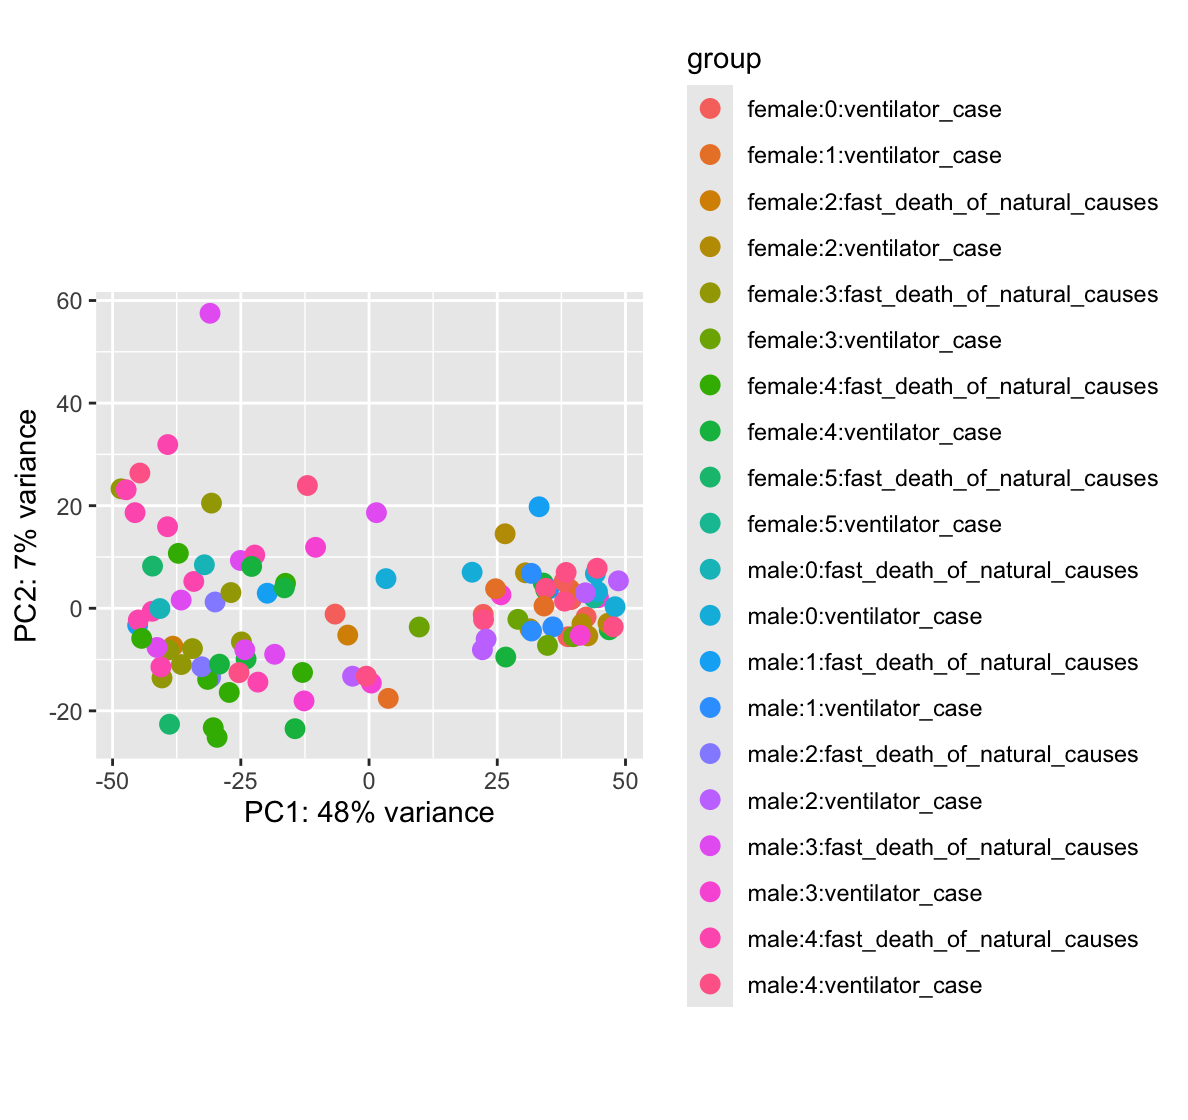 group
female:0:ventilator_case
female:1:ventilator_case
female:2:fast_death_of_natural_causes
female:2:ventilator_case
female:3:fast_death_of_natural_causes
female:3:ventilator_case
female:4:fast_death_of_natural_causes
female:4:ventilator_case
female:5:fast_death_of_natural_causes
female:5:ventilator_case
male:0:fast_death_of_natural_causes
male:0:ventilator_case
male:1:fast_death_of_natural_causes
male:1:ventilator_case
male:2:fast_death_of_natural_causes
male:2:ventilator_case
male:3:fast_death_of_natural_causes
male:3:ventilator_case
male:4:fast_death_of_natural_causes
male:4:ventilator_case
PC2: 7% variance
60
40
20
0
-20
-50 -25 0 25 50
PC1: 48% variance